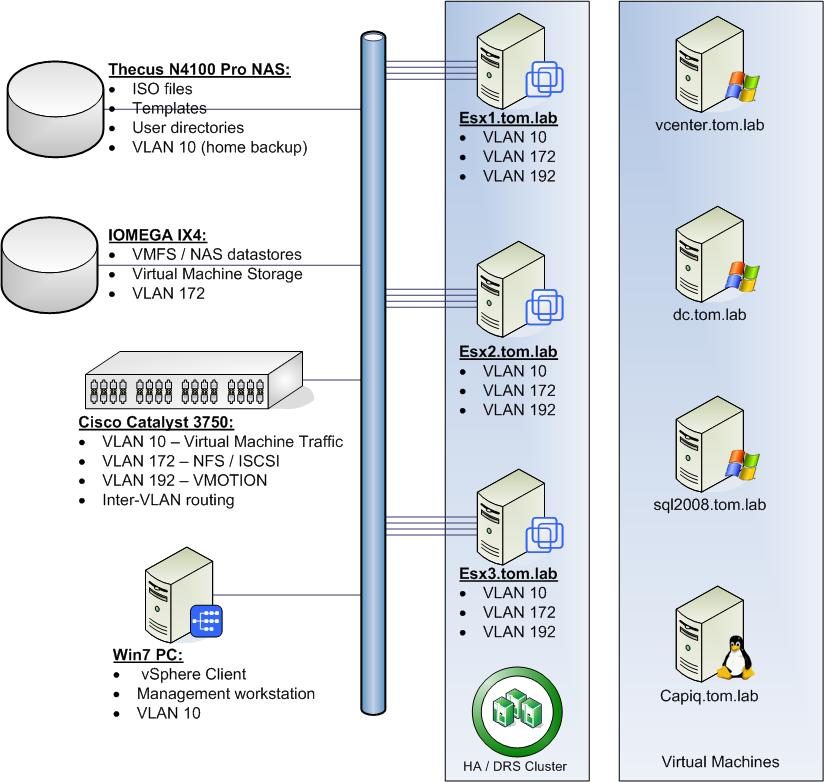 Thecus N4100 Pro NAS:
• ISO files
• Templates
• User directories
• VLAN 10 (home backup)
IOMEGA IX4:
• VMFS / NAS datastores
• Virtual Machine Storage
• VLAN 172
Cisco Catalyst 3750:
• VLAN 10 – Virtual Machine Traffic
• VLAN 172 – NFS / ISCSI
• VLAN 192 – VMOTION
• Inter-VLAN routing
Win7 PC:
• vSphere Client
• Management workstation
• VLAN 10
Esx1.tom.lab
• VLAN 10
• VLAN 172
• VLAN 192
Esx2.tom.lab
• VLAN 10
• VLAN 172
• VLAN 192
Esx3.tom.lab
• VLAN 10
• VLAN 172
• VLAN 192
HA / DRS Cluster
vcenter.tom.lab
dc.tom.lab
sql2008.tom.lab
Capiq.tom.lab
Virtual Machines